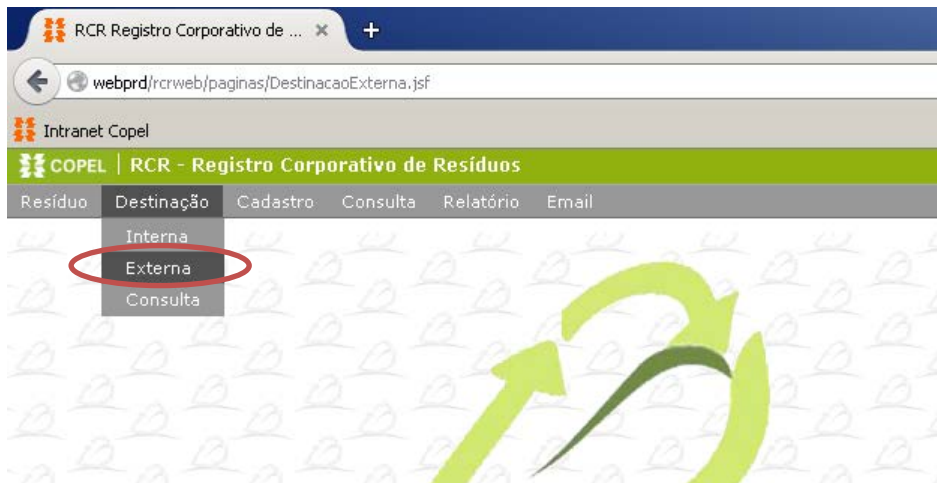 RCR Registro Corporativo de ... × +
webprd/rcrweb/paginas/DestinacaoExterna.jsf
Intranet Copel
COPEL | RCR - Registro Corporativo de Resíduos
Resíduo Destinação Cadastro Consulta Relatório Email
Interna
Externa
Consulta